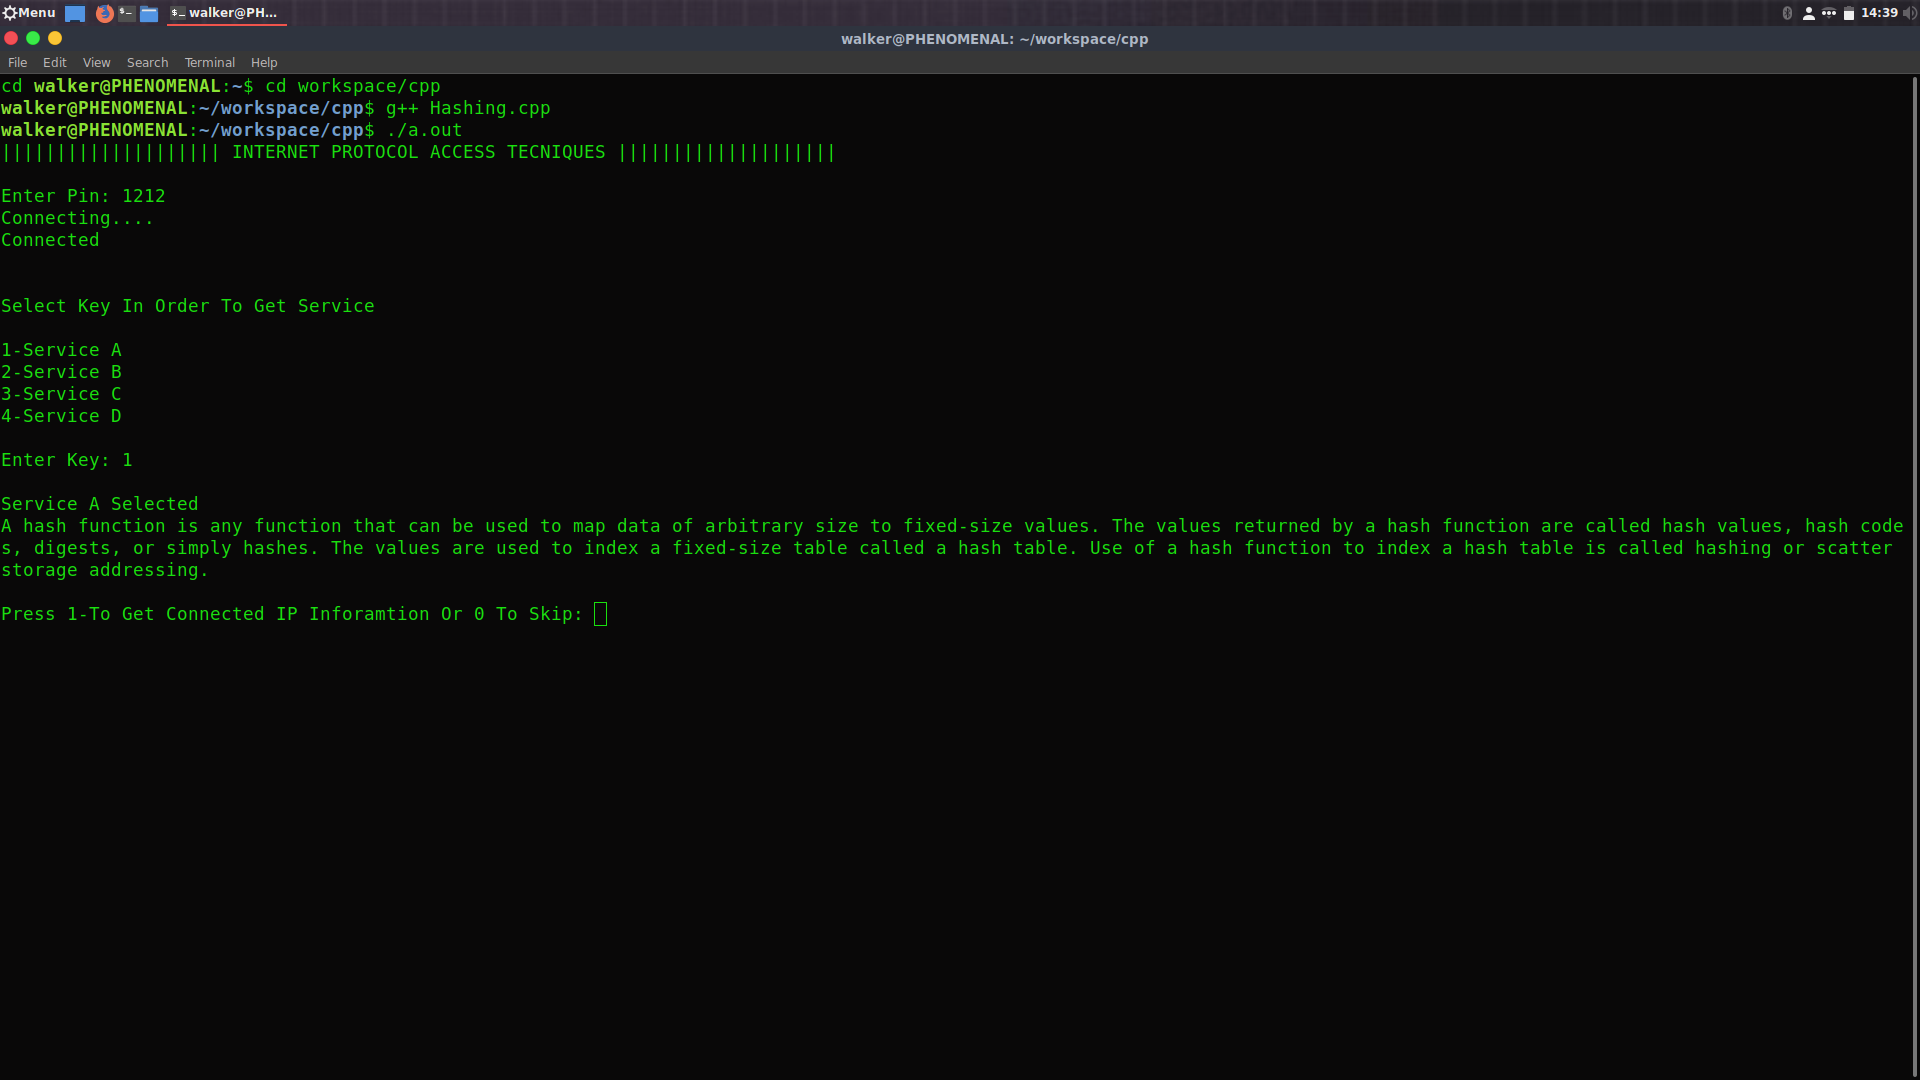 Menu walker@PH... 14:39
walker@PHENOMENAL: ~/workspace/cpp
File Edit View Search Terminal Help
cd walker@PHENOMENAL:~$ cd workspace/cpp
walker@PHENOMENAL:~/workspace/cpp$ g++ Hashing.cpp
walker@PHENOMENAL:~/workspace/cpp$ ./a.out
|||||||||||||||||||| INTERNET PROTOCOL ACCESS TECNIQUES ||||||||||||||||||||
Enter Pin: 1212
Connecting....
Connected
Select Key In Order To Get Service
1-Service A
2-Service B
3-Service C
4-Service D
Enter Key: 1
Service A Selected
A hash function is any function that can be used to map data of arbitrary size to fixed-size values. The values returned by a hash function are called hash values, hash code
s, digests, or simply hashes. The values are used to index a fixed-size table called a hash table. Use of a hash function to index a hash table is called hashing or scatter
storage addressing.
Press 1-To Get Connected IP Inforamtion Or 0 To Skip: